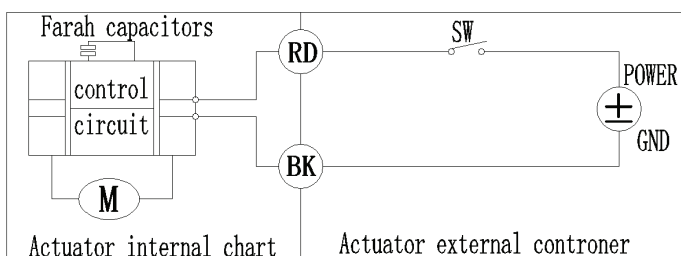 Farah capacitors
control
circuit
M
Actuator internal chart
RD
BK
SW
POWER
GND
Actuator external controner